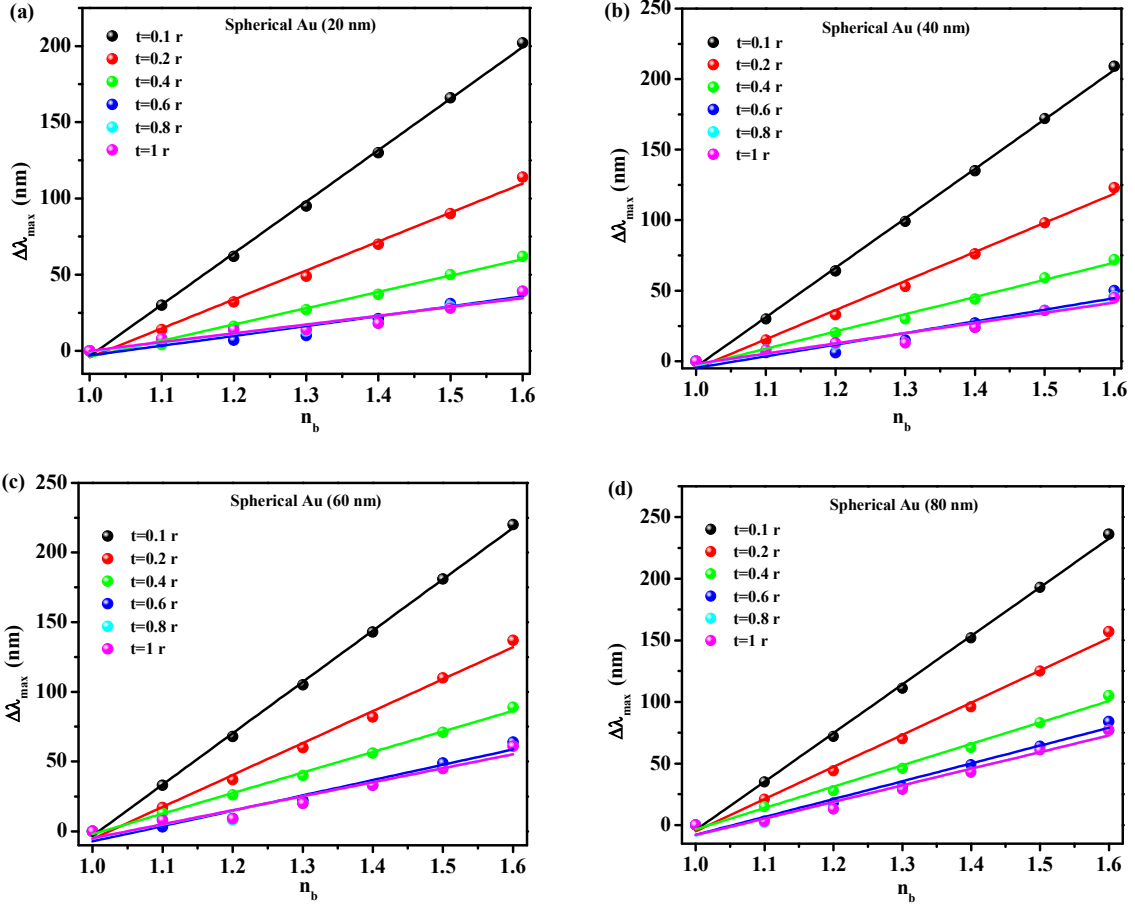 (a)
Spherical Au (20 nm)
t=0.1 r
t=0.2 r
t=0.4 r
t=0.6 r
t=0.8 r
t=1 r
200
150
100
50
0
Δλmax (nm)
1.0 1.1 1.2 1.3 1.4 1.5 1.6
nb
(b)
Spherical Au (40 nm)
t=0.1 r
t=0.2 r
t=0.4 r
t=0.6 r
t=0.8 r
t=1 r
250
200
150
100
50
0
Δλmax (nm)
1.0 1.1 1.2 1.3 1.4 1.5 1.6
nb
(c)
Spherical Au (60 nm)
t=0.1 r
t=0.2 r
t=0.4 r
t=0.6 r
t=0.8 r
t=1 r
250
200
150
100
50
0
Δλmax (nm)
1.0 1.1 1.2 1.3 1.4 1.5 1.6
nb
(d)
Spherical Au (80 nm)
t=0.1 r
t=0.2 r
t=0.4 r
t=0.6 r
t=0.8 r
t=1 r
250
200
150
100
50
0
Δλmax (nm)
1.0 1.1 1.2 1.3 1.4 1.5 1.6
nb